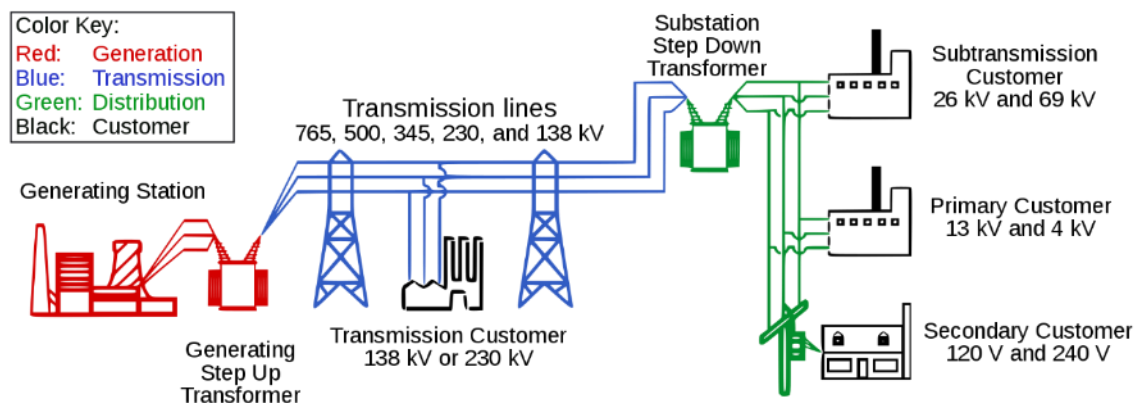 Color Key:
Red: Generation
Blue: Transmission
Green: Distribution
Black: Customer
Generating Station
Generating
Step Up
Transformer
Transmission lines
765, 500, 345, 230, and 138 kV
Transmission Customer
138 kV or 230 kV
Substation
Step Down
Transformer
Subtransmission
Customer
26 kV and 69 kV
Primary Customer
13 kV and 4 kV
Secondary Customer
120 V and 240 V